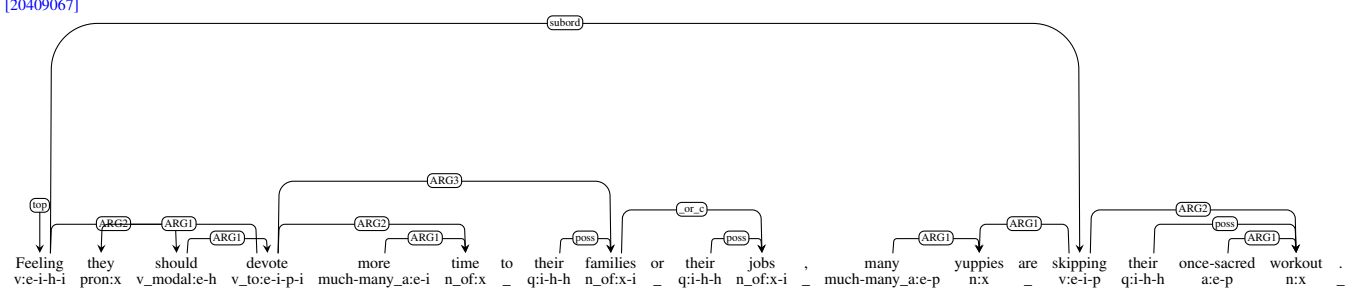 [20409067]
subord
ARG3
top
_or_c
ARG2 ARG1 ARG2 ARG2
poss
ARG1 ARG1 poss poss ARG1 ARG1 ARG1
Feeling they should devote more time to their families or their jobs , many yuppies are skipping their once-sacred workout .
v:e-i-h-i pron:x v_modal:e-h v_to:e-i-p-i much-many_a:e-i n_of:x _ q:i-h-h n_of:x-i _ q:i-h-h n_of:x-i _ much-many_a:e-p n:x _ v:e-i-p q:i-h-h a:e-p n:x _